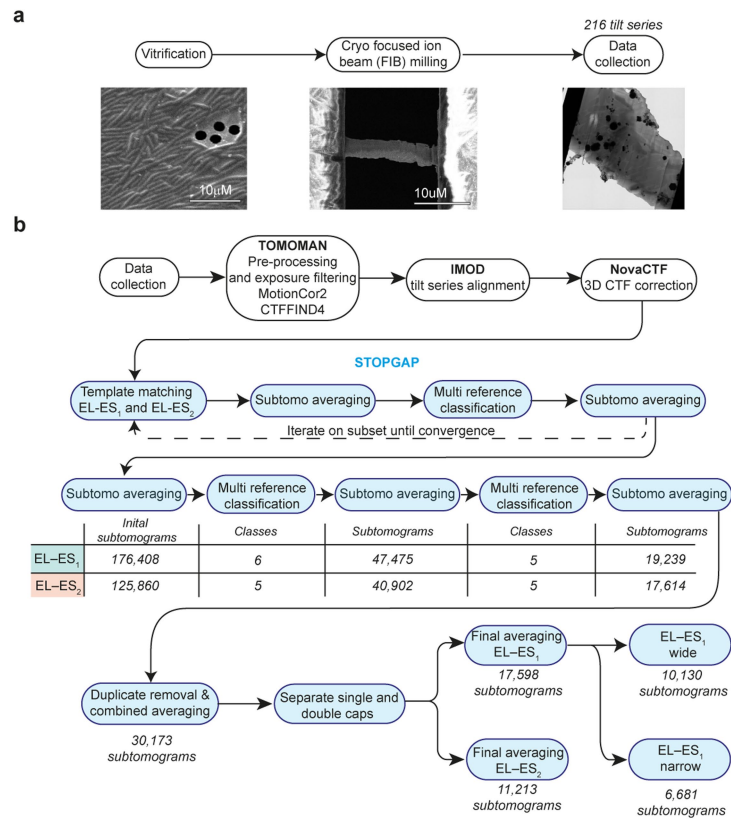 a
216 tilt series
Vitrification
Cryo focused ion
beam (FIB) milling
Data
collection
10μM
10uM
b
Data
collection
TOMOMAN
Pre-processing
and exposure filtering
MotionCor2
CTFFIND4
IMOD
tilt series alignment
NovaCTF
3D CTF correction
STOPGAP
Template matching
EL-ES₁ and EL-ES₂
Subtomo averaging
Multi reference
classification
Subtomo averaging
Iterate on subset until convergence
Subtomo averaging
Multi reference
classification
Subtomo averaging
Multi reference
classification
Subtomo averaging
Inital
subtomograms
Classes
Subtomograms
Classes
Subtomograms
EL–ES₁ 176,408 6 47,475 5 19,239
EL–ES₂ 125,860 5 40,902 5 17,614
Duplicate removal &
combined averaging
30,173
subtomograms
Separate single and
double caps
Final averaging
EL–ES₁
17,598
subtomograms
EL–ES₁
wide
10,130
subtomograms
Final averaging
EL–ES₂
11,213
subtomograms
EL–ES₁
narrow
6,681
subtomograms